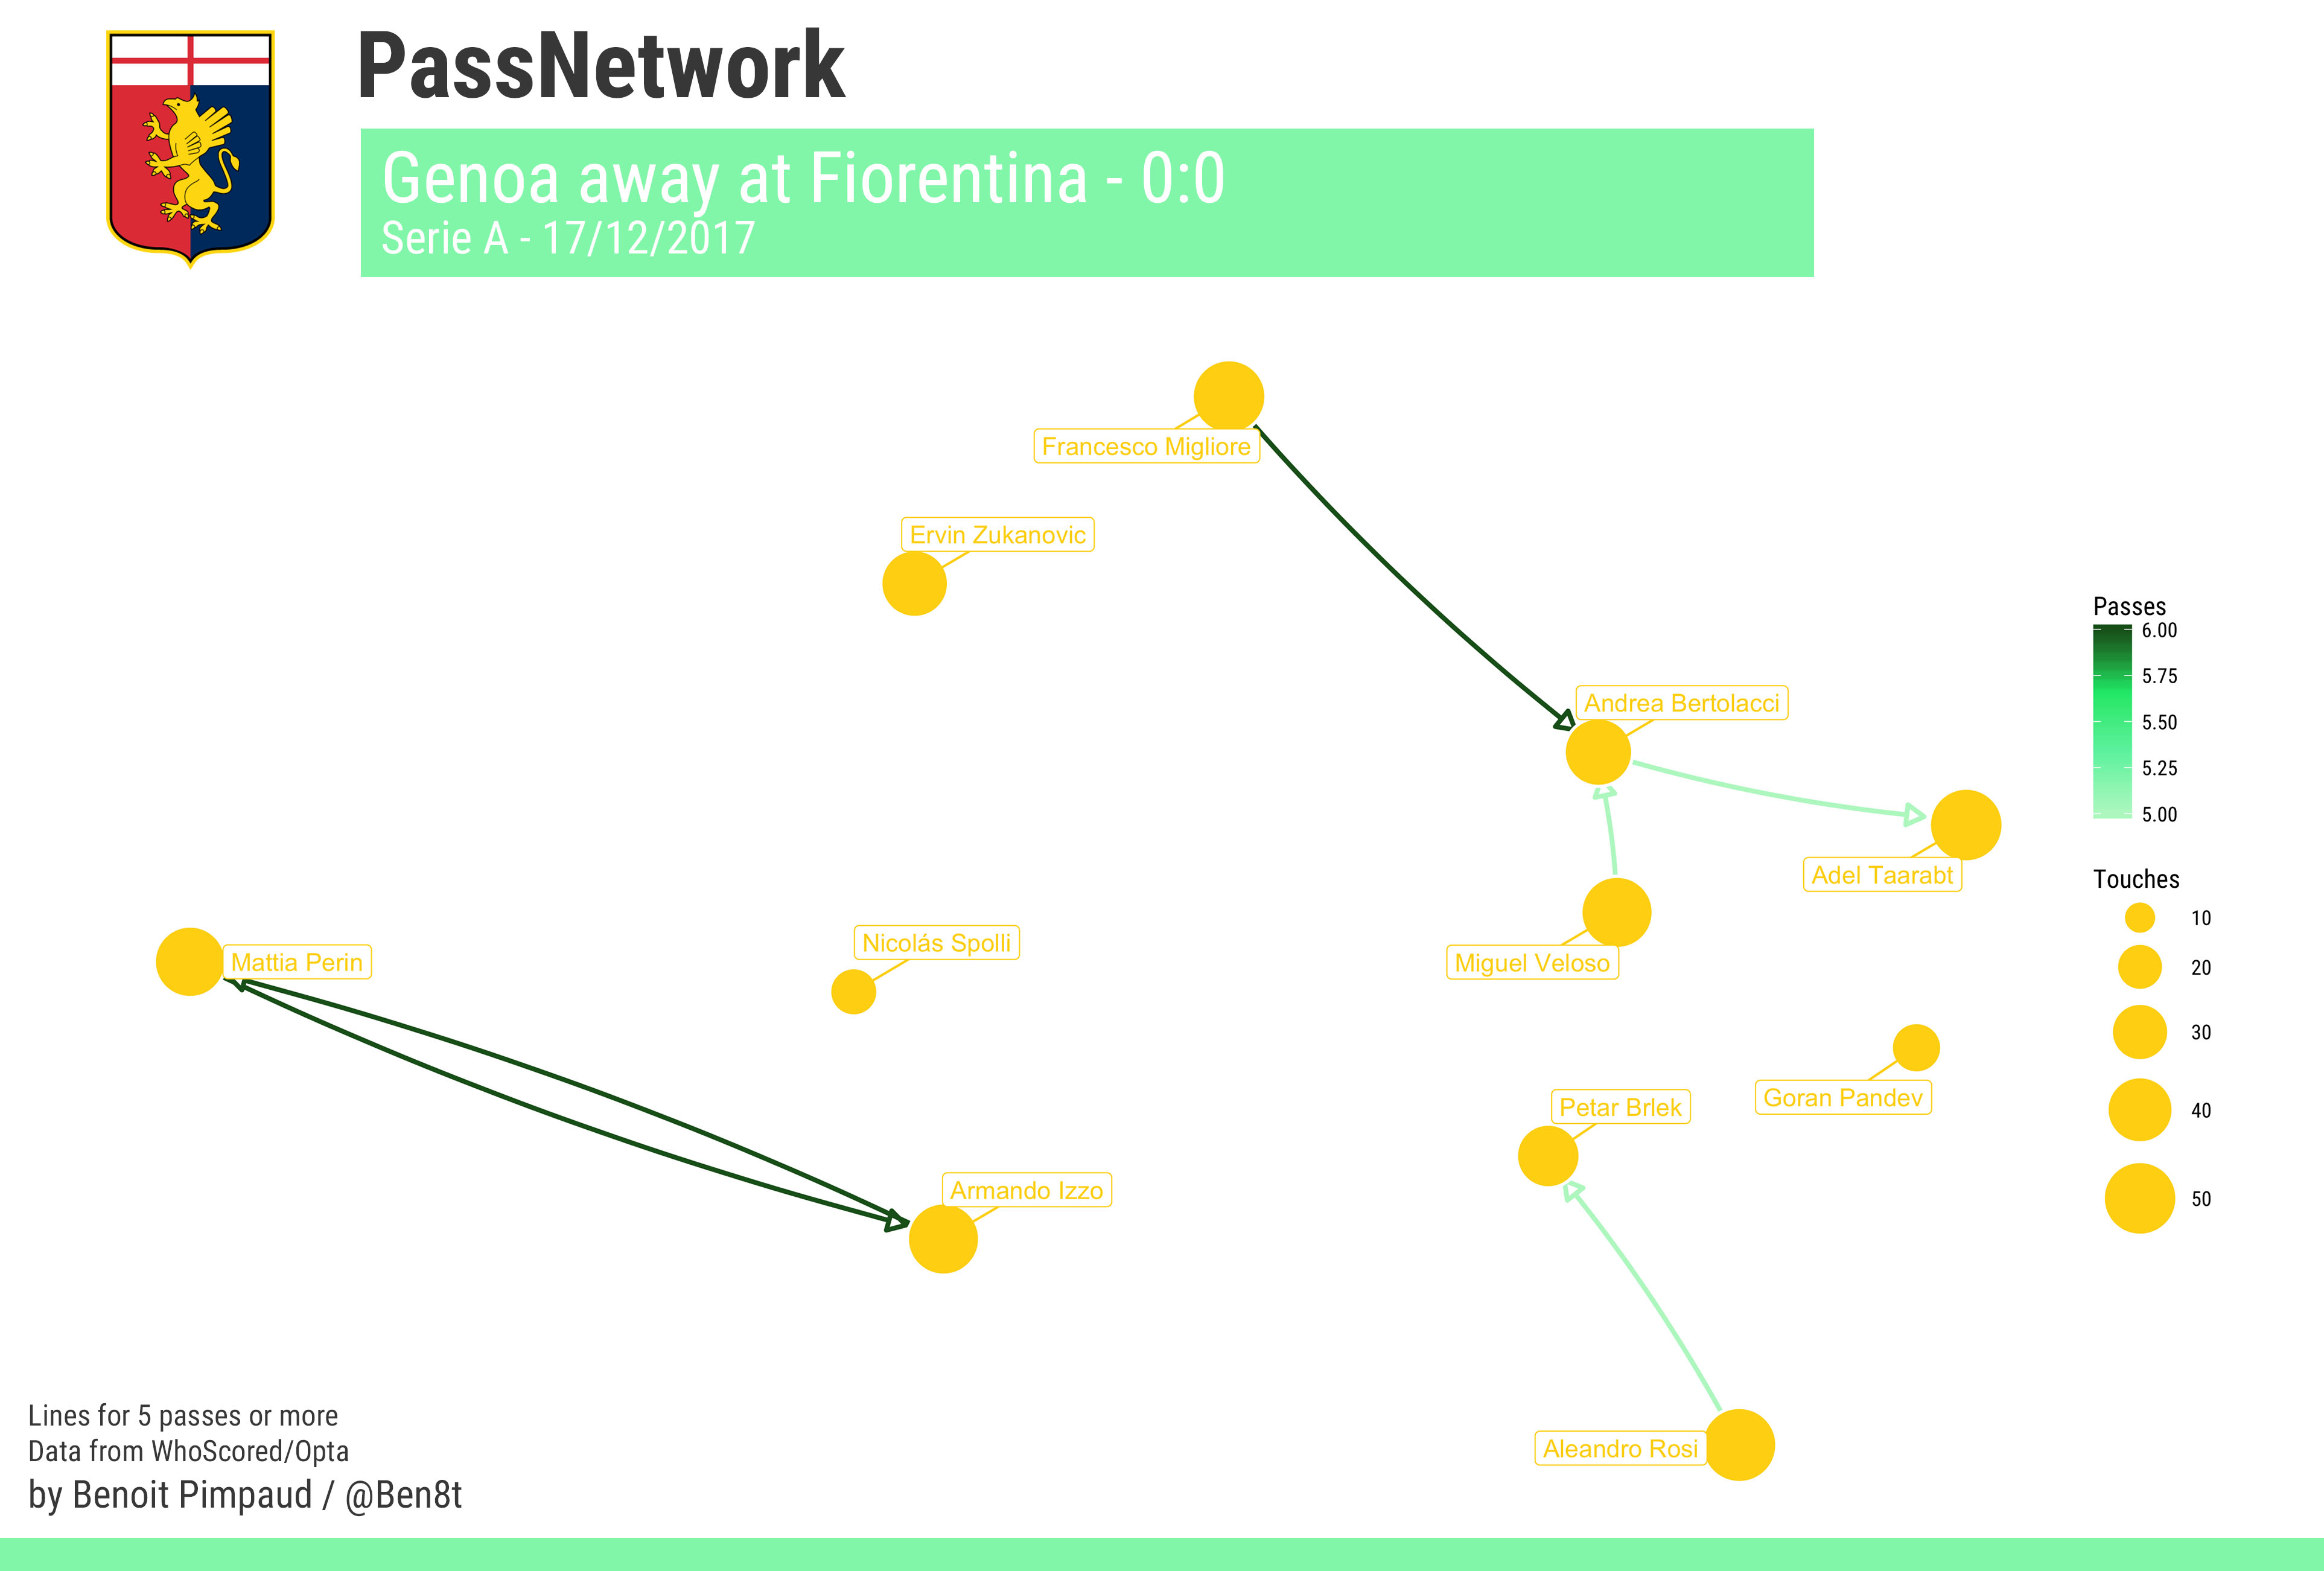 PassNetwork
Genoa away at Fiorentina - 0:0
Serie A - 17/12/2017
Francesco Migliore
Ervin Zukanovic
Andrea Bertolacci
Adel Taarabt
Nicolás Spolli
Mattia Perin
Miguel Veloso
Goran Pandev
Petar Brlek
Armando Izzo
Aleandro Rosi
Passes
6.00
5.75
5.50
5.25
5.00
Touches
10
20
30
40
50
Lines for 5 passes or more
Data from WhoScored/Opta
by Benoit Pimpaud / @Ben8t